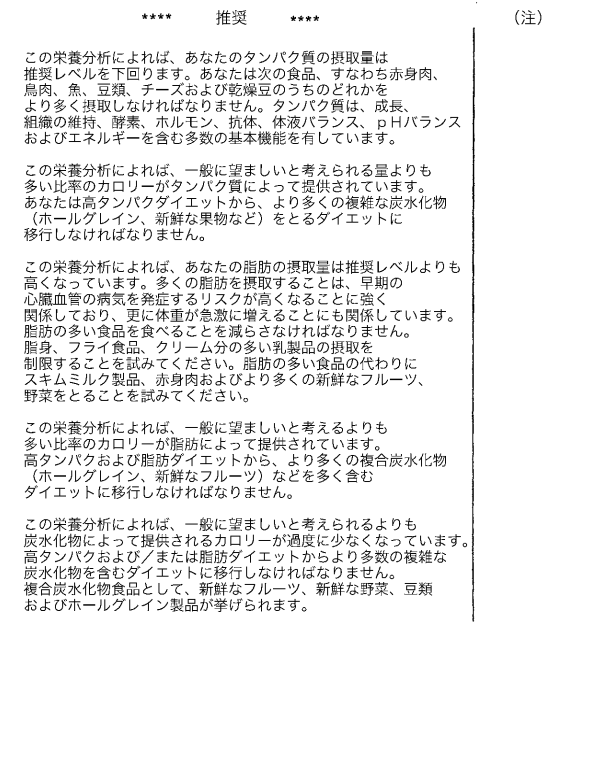 **** 推奨 **** （注）
この栄養分析によれば、あなたのタンパク質の摂取量は
推奨レベルを下回ります。あなたは次の食品、すなわち赤身肉、
鳥肉、魚、豆類、チーズおよび乾燥豆のうちのどれかを
より多く摂取しなければなりません。タンパク質は、成長、
組織の維持、酵素、ホルモン、抗体、体液バランス、ｐＨバランス
およびエネルギーを含む多数の基本機能を有しています。
この栄養分析によれば、一般に望ましいと考えられる量よりも
多い比率のカロリーがタンパク質によって提供されています。
あなたは高タンパクダイエットから、より多くの複雑な炭水化物
（ホールグレイン、新鮮な果物など）をとるダイエットに
移行しなければなりません。
この栄養分析によれば、あなたの脂肪の摂取量は推奨レベルよりも
高くなっています。多くの脂肪を摂取することは、早期の
心臓血管の病気を発症するリスクが高くなることに強く
関係しており、更に体重が急激に増えることにも関係しています。
脂肪の多い食品を食べることを減らさなければなりません。
脂身、フライ食品、クリーム分の多い乳製品の摂取を
制限することを試みてください。脂肪の多い食品の代わりに
スキムミルク製品、赤身肉およびより多くの新鮮なフルーツ、
野菜をとることを試みてください。
この栄養分析によれば、一般に望ましいと考えるよりも
多い比率のカロリーが脂肪によって提供されています。
高タンパクおよび脂肪ダイエットから、より多くの複合炭水化物
（ホールグレイン、新鮮なフルーツ）などを多く含む
ダイエットに移行しなければなりません。
この栄養分析によれば、一般に望ましいと考えられるよりも
炭水化物によって提供されるカロリーが過度に少なくなっています。
高タンパクおよび／または脂肪ダイエットからより多数の複雑な
炭水化物を含むダイエットに移行しなければなりません。
複合炭水化物食品として、新鮮なフルーツ、新鮮な野菜、豆類
およびホールグレイン製品が挙げられます。